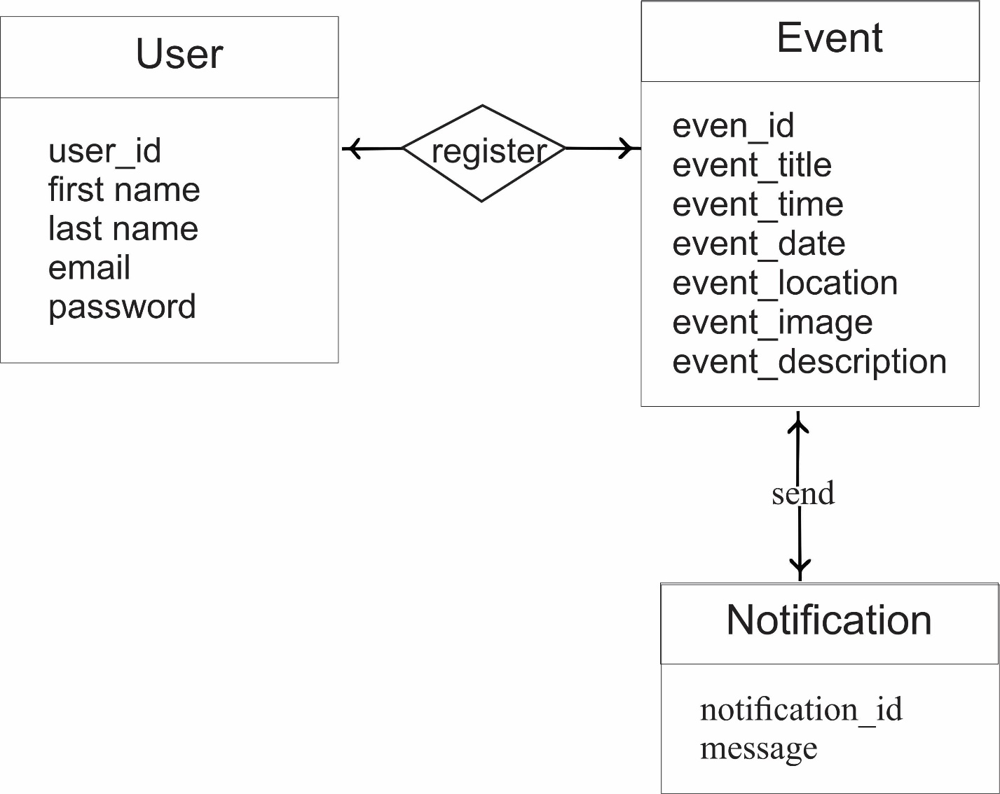 User
user_id
first name
last name
email
password
register
Event
even_id
event_title
event_time
event_date
event_location
event_image
event_description
send
Notification
notification_id
message